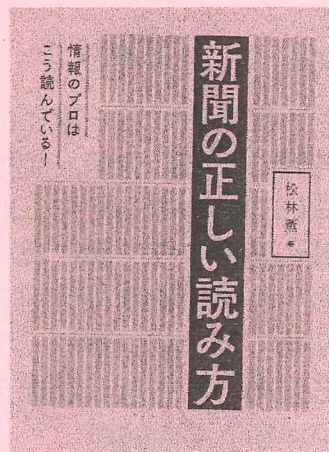 新聞の正しい読み方
松林薫 著
情報のプロは
こう読んでいる!